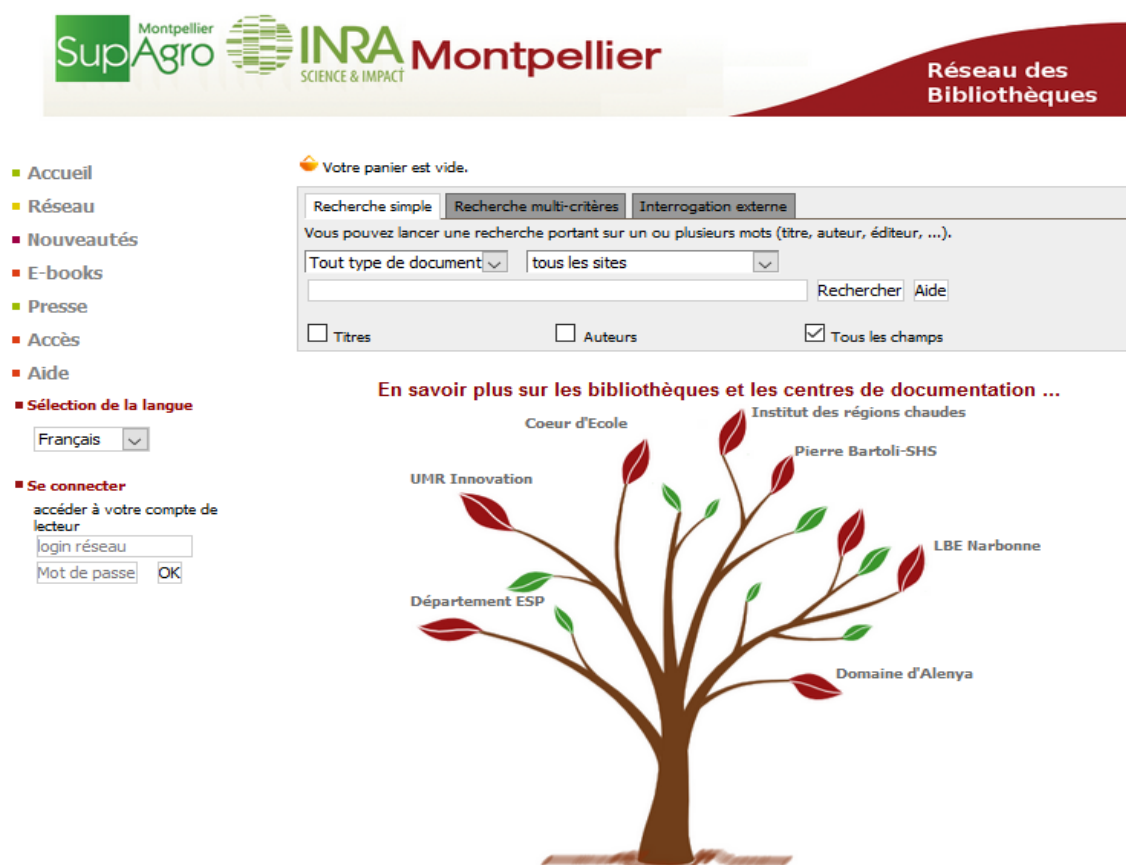 Montpellier
SupAgro
INRA
SCIENCE & IMPACT
Montpellier
Réseau des
Bibliothèques
Accueil
Réseau
Nouveautés
E-books
Presse
Accès
Aide
Sélection de la langue
Français
Se connecter
accéder à votre compte de
lecteur
login réseau
Mot de passe OK
Votre panier est vide.
Recherche simple Recherche multi-critères Interrogation externe
Vous pouvez lancer une recherche portant sur un ou plusieurs mots (titre, auteur, éditeur, ...).
Tout type de document tous les sites
Rechercher Aide
Titres Auteurs Tous les champs
En savoir plus sur les bibliothèques et les centres de documentation ...
Institut des régions chaudes
Coeur d'Ecole
Pierre Bartoli-SHS
UMR Innovation
LBE Narbonne
Département ESP
Domaine d'Alenya